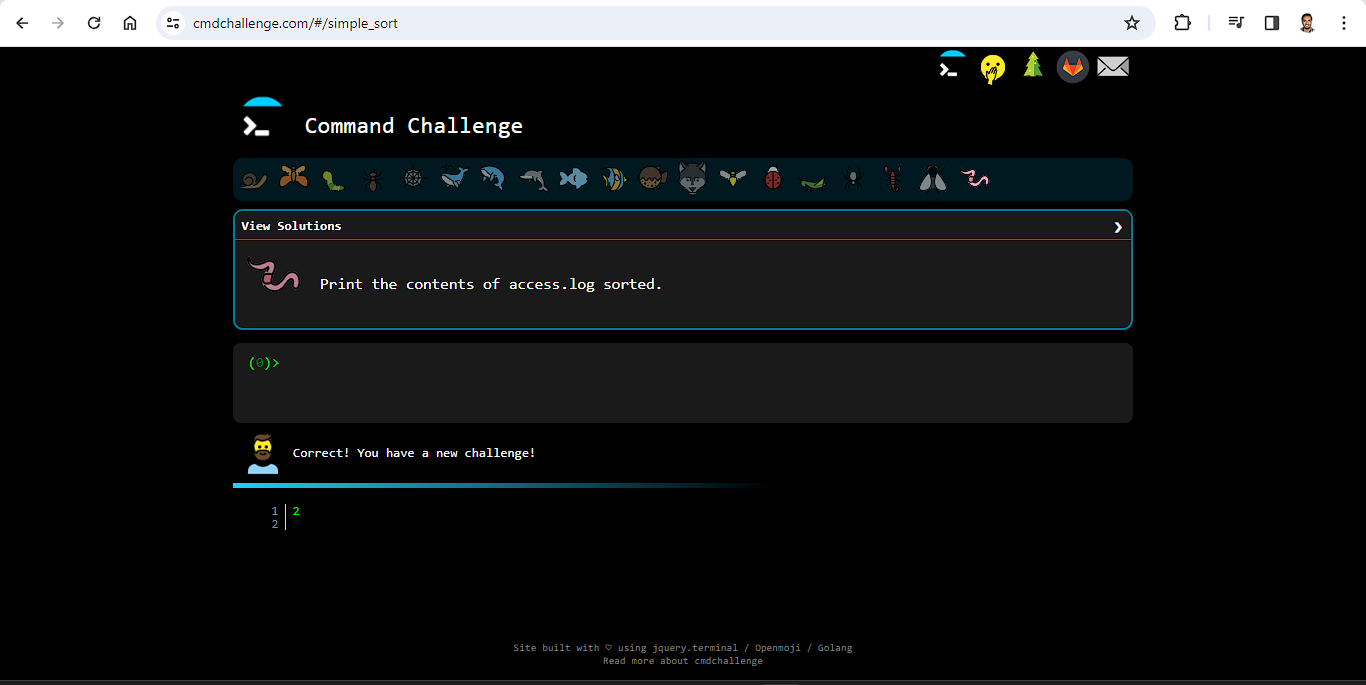 cmdchallenge.com/#/simple_sort
Command Challenge
View Solutions
Print the contents of access.log sorted.
(0)>
Correct! You have a new challenge!
1 2
2
Site built with ♡ using jquery.terminal / Openmoji / Golang
Read more about cmdchallenge